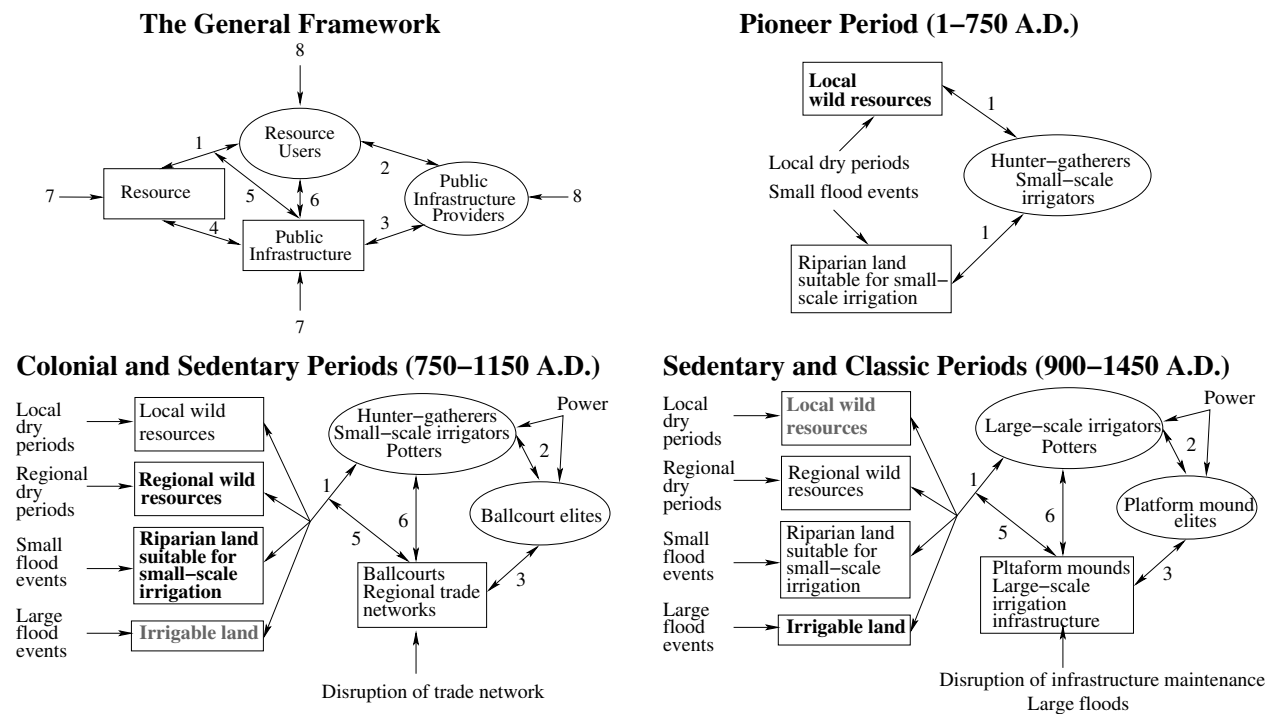 The General Framework
8
Resource
Users
1
2
7
Resource
5
6
Public
Infrastructure
Providers
8
4
3
Public
Infrastructure
7
Pioneer Period (1−750 A.D.)
Local
wild resources
1
Local dry periods
Small flood events
Hunter−gatherers
Small−scale
irrigators
1
Riparian land
suitable for small−
scale irrigation
Colonial and Sedentary Periods (750−1150 A.D.)
Local
dry
periods
Local wild
resources
Regional
dry
periods
Regional wild
resources
Small
flood
events
Riparian land
suitable for
small−scale
irrigation
Large
flood
events
Irrigable land
Hunter−gatherers
Small−scale irrigators
Potters
Power
2
1
6
5
Ballcourt elites
3
Ballcourts
Regional trade
networks
Disruption of trade network
Sedentary and Classic Periods (900−1450 A.D.)
Local
dry
periods
Local wild
resources
Regional
dry
periods
Regional wild
resources
Small
flood
events
Riparian land
suitable for
small−scale
irrigation
Large
flood
events
Irrigable land
Large−scale irrigators
Potters
Power
2
1
6
5
Platform mound
elites
3
Pltaform mounds
Large−scale
irrigation
infrastructure
Disruption of infrastructure maintenance
Large floods